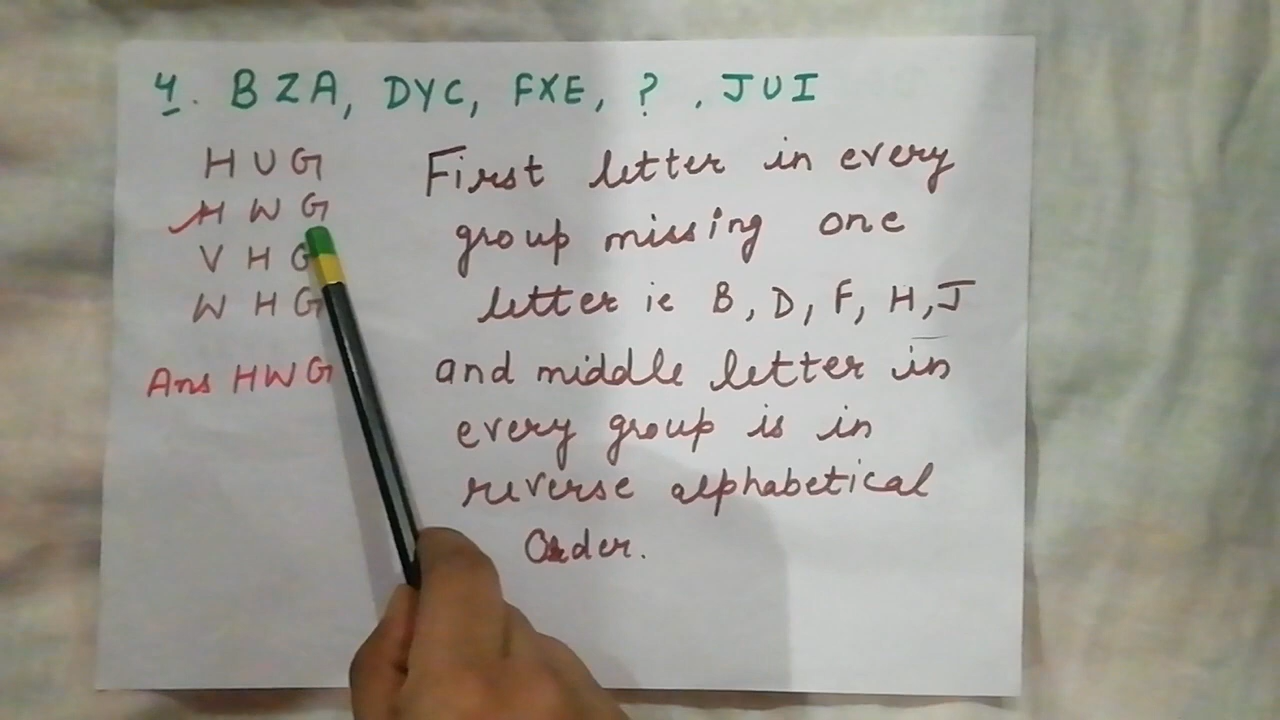 4. BZA, DYC, FXE, ? , JUI
HUG
HWG
VHG
WHG
Ans HWG
First letter in every
group missing one
letter ie B, D, F, H, J
and middle letter in
every group is in
reverse alphabetical
Order.